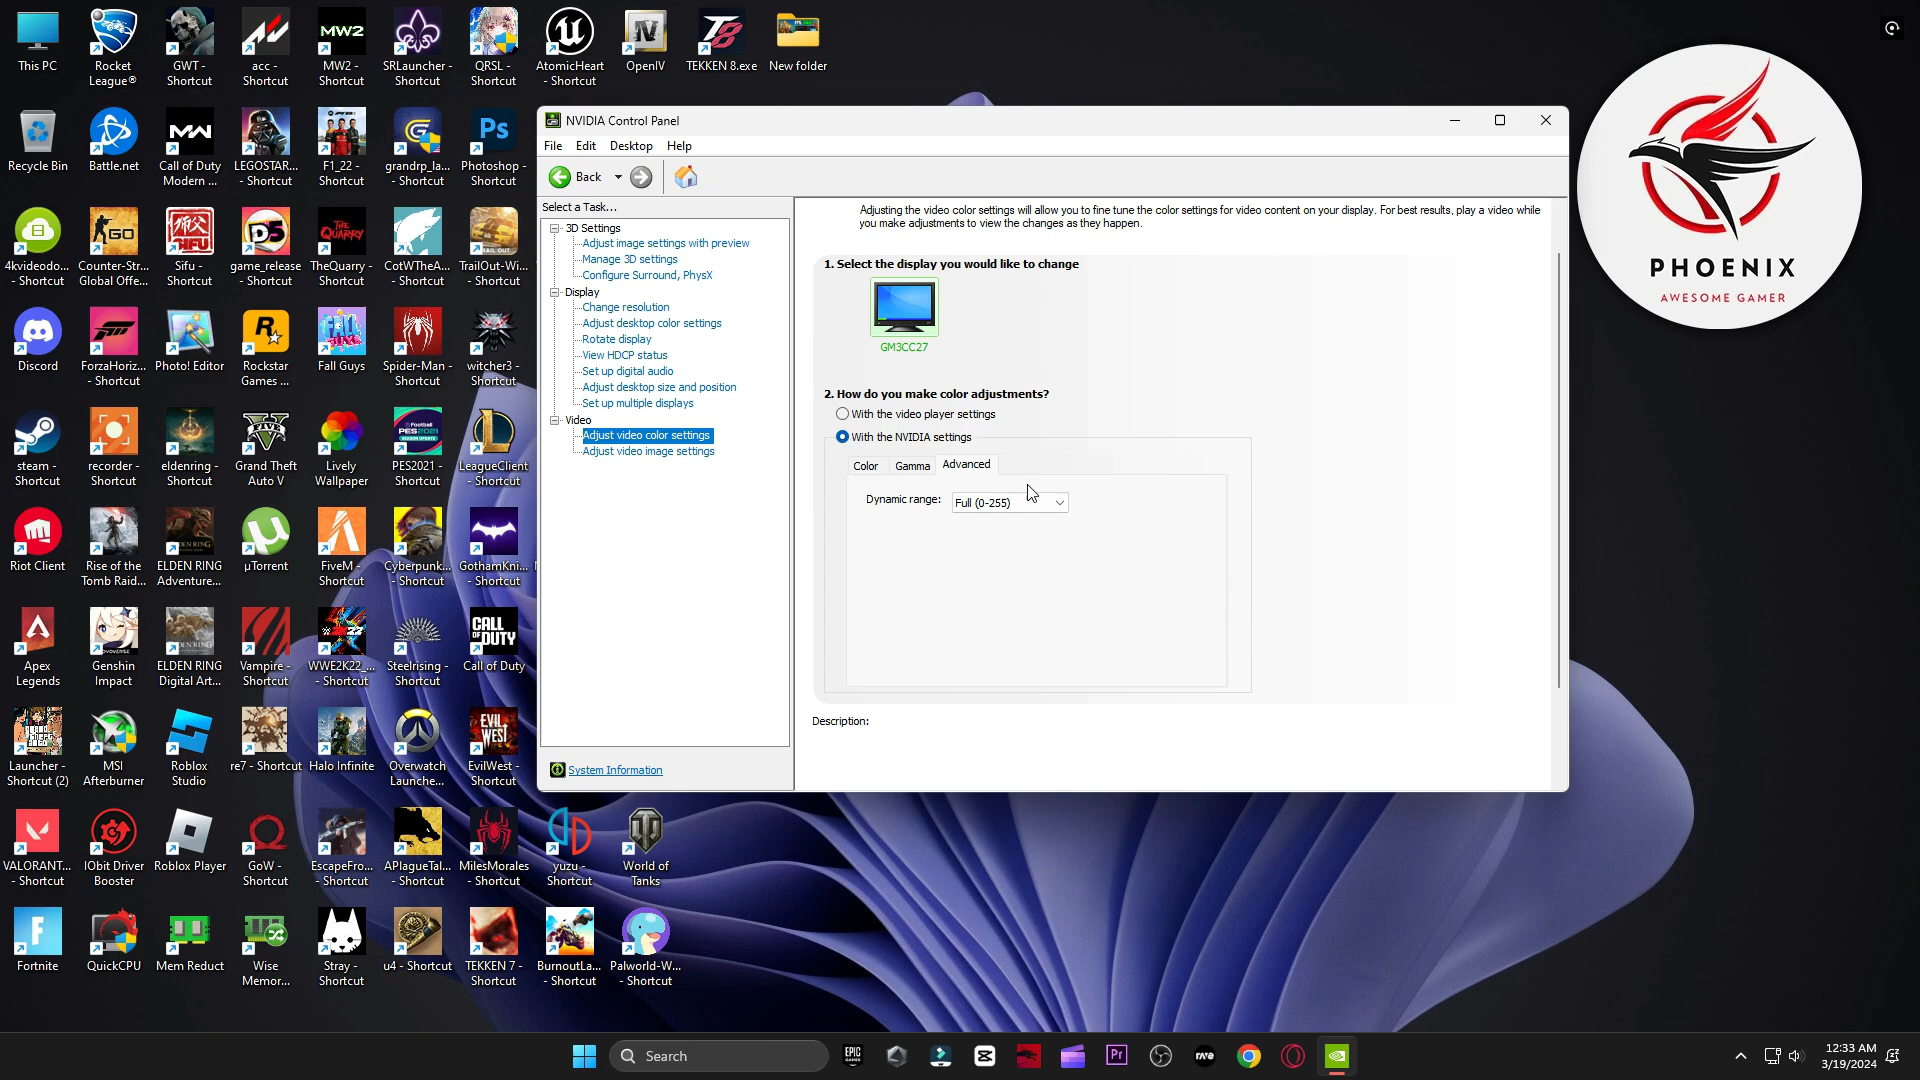 This PC
Rocket
League®
GWT -
Shortcut
acc -
Shortcut
MW2
MW2 -
Shortcut
SRLauncher -
Shortcut
QRSL -
Shortcut
AtomicHeart
- Shortcut
OpenIV
TEKKEN 8.exe
New folder
Recycle Bin
Battle.net
Call of Duty
Modern ...
LEGOSTAR...
- Shortcut
F1_22 -
Shortcut
grandrp_la...
- Shortcut
Ps
Photoshop -
Shortcut
4kvideodo...
- Shortcut
GO
Counter-Str...
Global Offe...
Sifu -
Shortcut
D5
game_release
- Shortcut
TheQuarry -
Shortcut
CotWTheA...
- Shortcut
TrailOut-Wi...
- Shortcut
Discord
ForzaHoriz...
- Shortcut
Photo! Editor
Rockstar
Games ...
Fall Guys
Spider-Man -
Shortcut
witcher3 -
Shortcut
steam -
Shortcut
recorder -
Shortcut
eldenring -
Shortcut
Grand Theft
Auto V
Lively
Wallpaper
PES2021 -
Shortcut
LeagueClient
- Shortcut
Riot Client
Rise of the
Tomb Raid...
ELDEN RING
Adventure...
µTorrent
FiveM -
Shortcut
Cyberpunk...
- Shortcut
GothamKni...
- Shortcut
Apex
Legends
Genshin
Impact
ELDEN RING
Digital Art...
Vampire -
Shortcut
WWE2K22_...
- Shortcut
Steelrising -
Shortcut
CALL OF
DUTY
Call of Duty
Launcher -
Shortcut (2)
MSI
Afterburner
Roblox
Studio
re7 - Shortcut
Halo Infinite
Overwatch
Launche...
EVIL
WEST
EvilWest -
Shortcut
VALORANT...
- Shortcut
IObit Driver
Booster
Roblox Player
GoW -
Shortcut
EscapeFro...
- Shortcut
APlagueTal...
- Shortcut
MilesMorales
- Shortcut
yuzu -
Shortcut
World of
Tanks
Fortnite
QuickCPU
Mem Reduct
Wise
Memor...
Stray -
Shortcut
u4 - Shortcut
TEKKEN 7 -
Shortcut
BurnoutLa...
- Shortcut
Palworld-W...
- Shortcut
NVIDIA Control Panel
File
Edit
Desktop
Help
Back
Select a Task...
3D Settings
Adjust image settings with preview
Manage 3D settings
Configure Surround, PhysX
Display
Change resolution
Adjust desktop color settings
Rotate display
View HDCP status
Set up digital audio
Adjust desktop size and position
Set up multiple displays
Video
Adjust video color settings
Adjust video image settings
System Information
Adjusting the video color settings will allow you to fine tune the color settings for video content on your display. For best results, play a video while
you make adjustments to view the changes as they happen.
1. Select the display you would like to change
GM3CC27
2. How do you make color adjustments?
With the video player settings
With the NVIDIA settings
Color
Gamma
Advanced
Dynamic range:
Full (0-255)
Description:
PHOENIX
AWESOME GAMER
Search
EPIC
GAMES
Pr
12:33 AM
3/19/2024